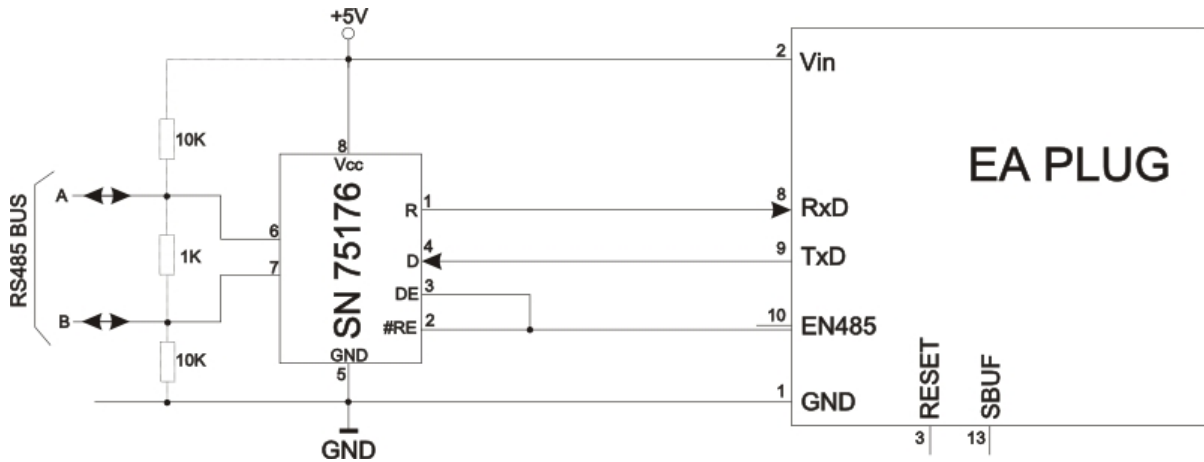 +5V
2
Vin
10K
8
Vcc
EA PLUG
RS485 BUS
A
6
1K
7
B
10K
SN 75176
R
1
8
RxD
D
4
9
TxD
DE
3
#RE
2
10
EN485
GND
5
1
GND
RESET
SBUF
3
13
GND